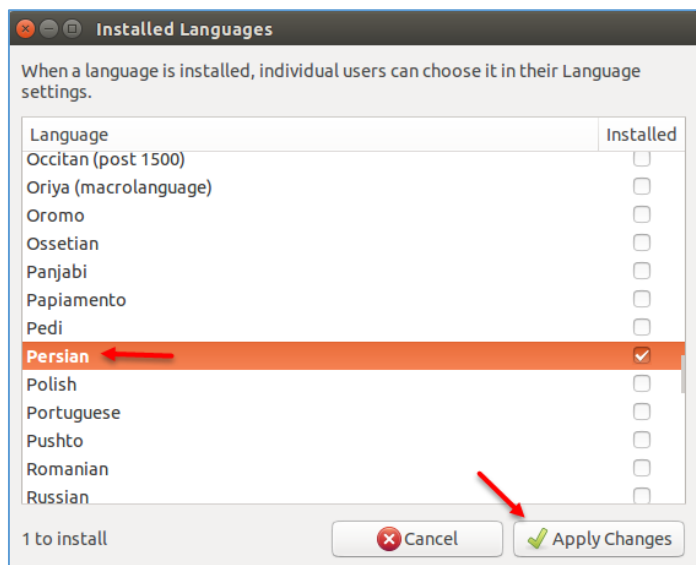 Installed Languages
When a language is installed, individual users can choose it in their Language
settings.
Language Installed
Occitan (post 1500)
Oriya (macrolanguage)
Oromo
Ossetian
Panjabi
Papiamento
Pedi
Persian
Polish
Portuguese
Pushto
Romanian
Russian
1 to install Cancel Apply Changes